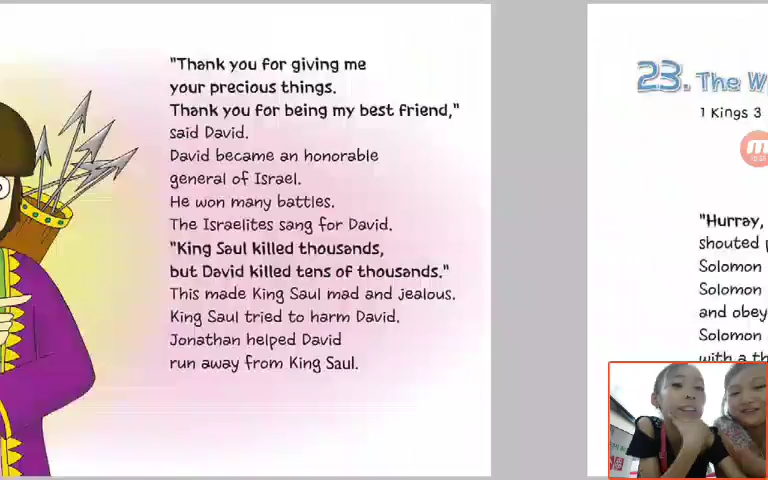 "Thank you for giving me
your precious things.
Thank you for being my best friend,"
said David.
David became an honorable
general of Israel.
He won many battles.
The Israelites sang for David.
"King Saul killed thousands,
but David killed tens of thousands."
This made King Saul mad and jealous.
King Saul tried to harm David.
Jonathan helped David
run away from King Saul.
23. The W
1 Kings 3
"Hurray,
shouted
Solomon
Solomon
and obey
Solomon
with a th